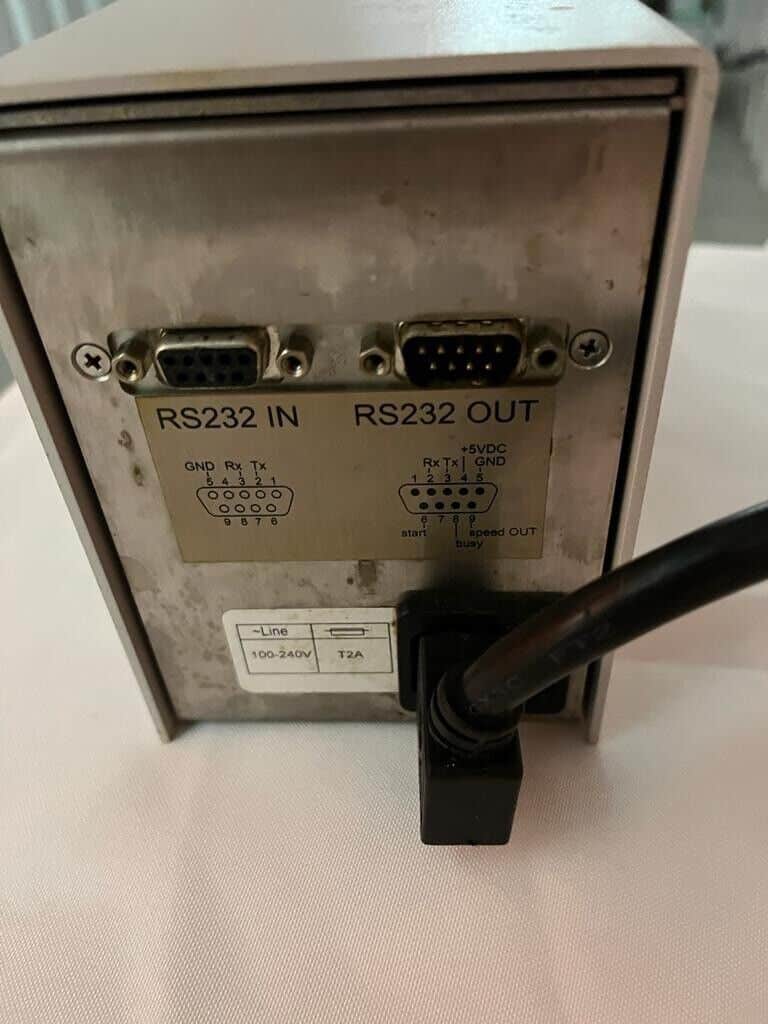 RS232 IN
RS232 OUT
GND Rx Tx
5 4 3 2 1
9 8 7 6
+5VDC
Rx Tx GND
1 2 3 4 5
6 7 8 9
start speed OUT
busy
~Line
100-240V T2A